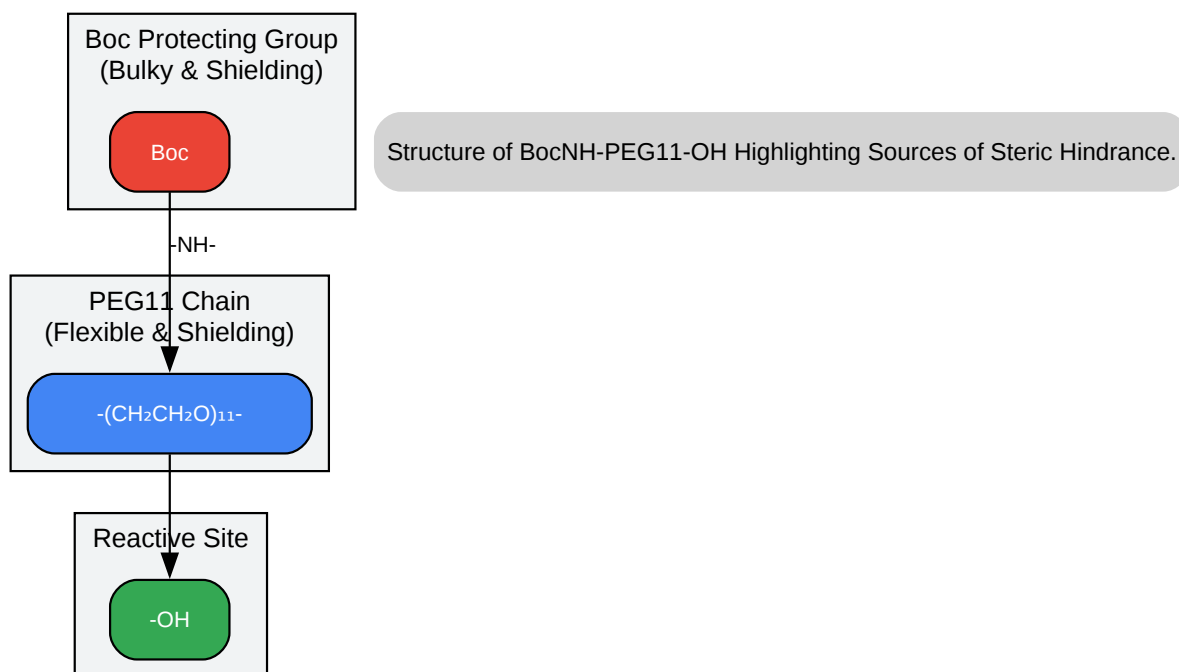 Boc Protecting Group
(Bulky & Shielding)
Boc
Structure of BocNH-PEG11-OH Highlighting Sources of Steric Hindrance.
-NH-
PEG11 Chain
(Flexible & Shielding)
-(CH₂CH₂O)₁₁-
Reactive Site
-OH